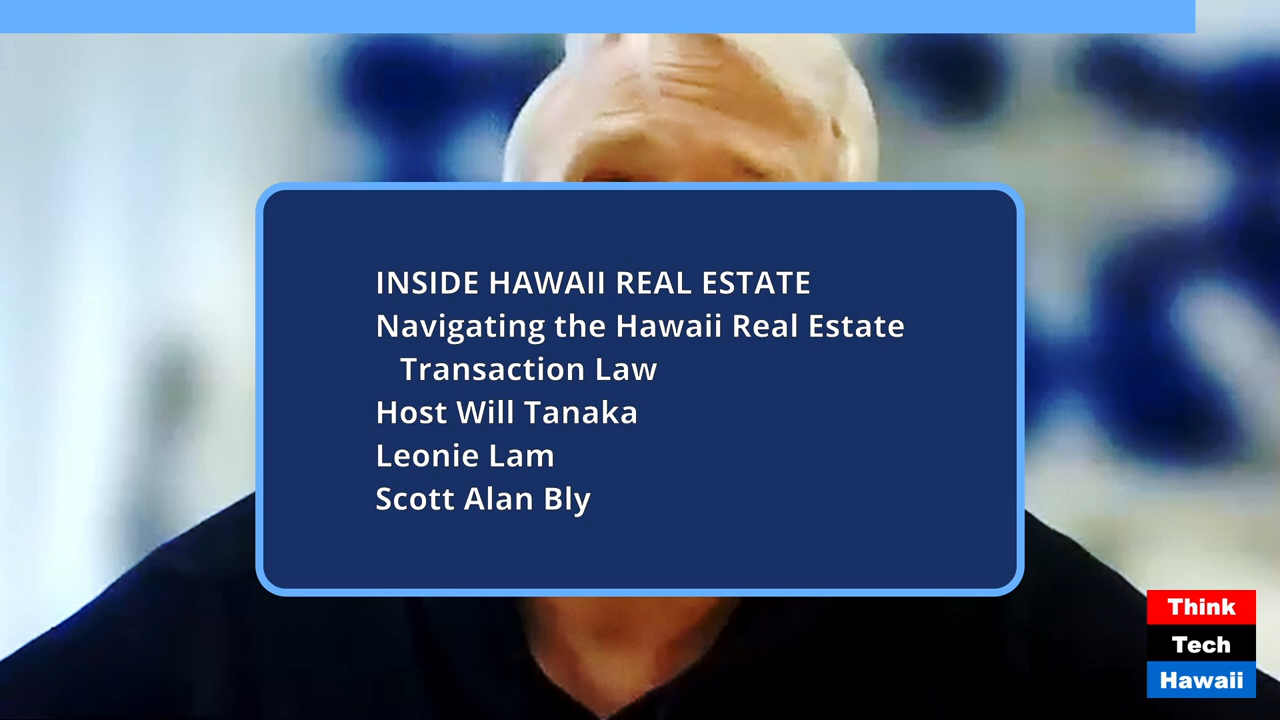 INSIDE HAWAII REAL ESTATE
Navigating the Hawaii Real Estate
Transaction Law
Host Will Tanaka
Leonie Lam
Scott Alan Bly
Think
Tech
Hawaii